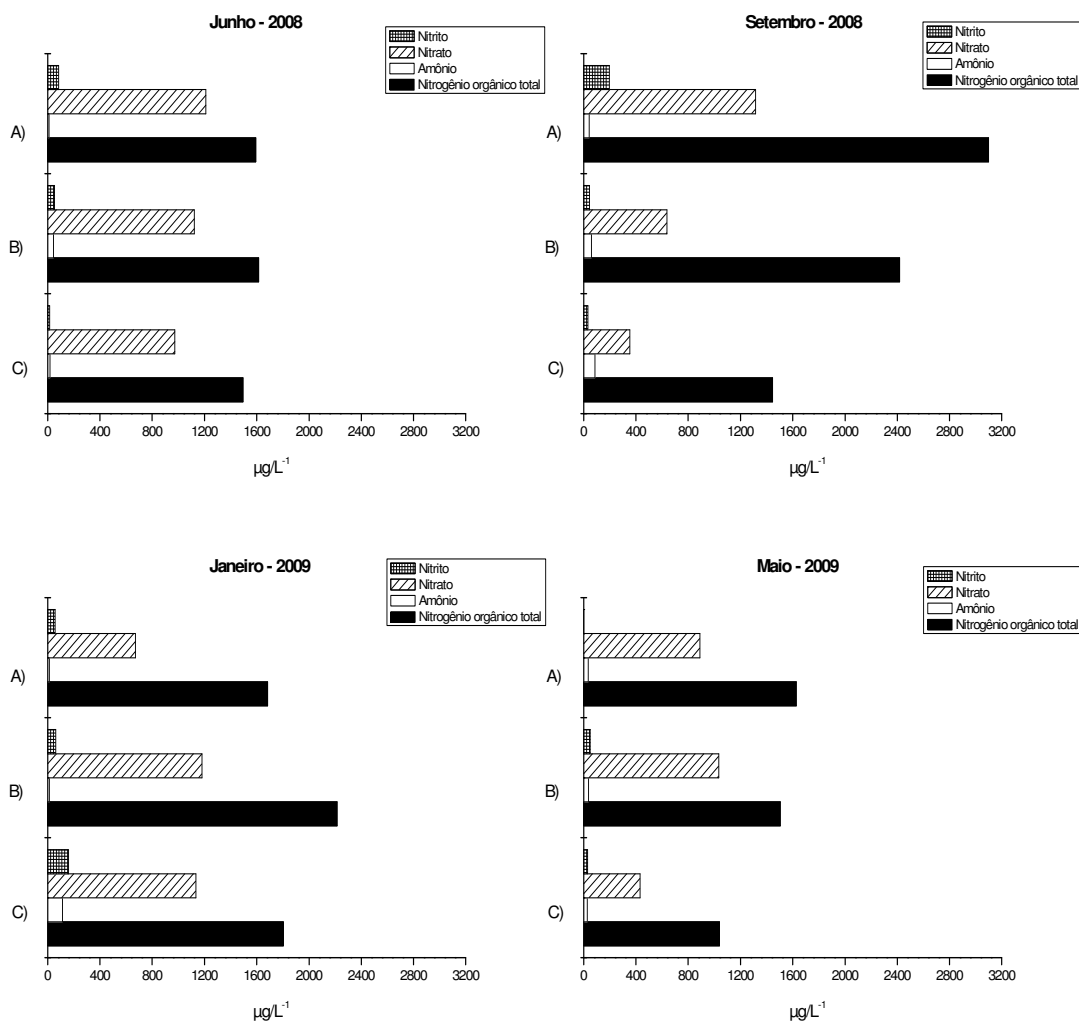 Junho - 2008
Nitrito
Nitrato
Amônio
Nitrogênio orgânico total
A)
B)
C)
0 400 800 1200 1600 2000 2400 2800 3200
µg/L-1
Setembro - 2008
Nitrito
Nitrato
Amônio
Nitrogênio orgânico total
A)
B)
C)
0 400 800 1200 1600 2000 2400 2800 3200
µg/L-1
Janeiro - 2009
Nitrito
Nitrato
Amônio
Nitrogênio orgânico total
A)
B)
C)
0 400 800 1200 1600 2000 2400 2800 3200
µg/L-1
Maio - 2009
Nitrito
Nitrato
Amônio
Nitrogênio orgânico total
A)
B)
C)
0 400 800 1200 1600 2000 2400 2800 3200
µg/L-1